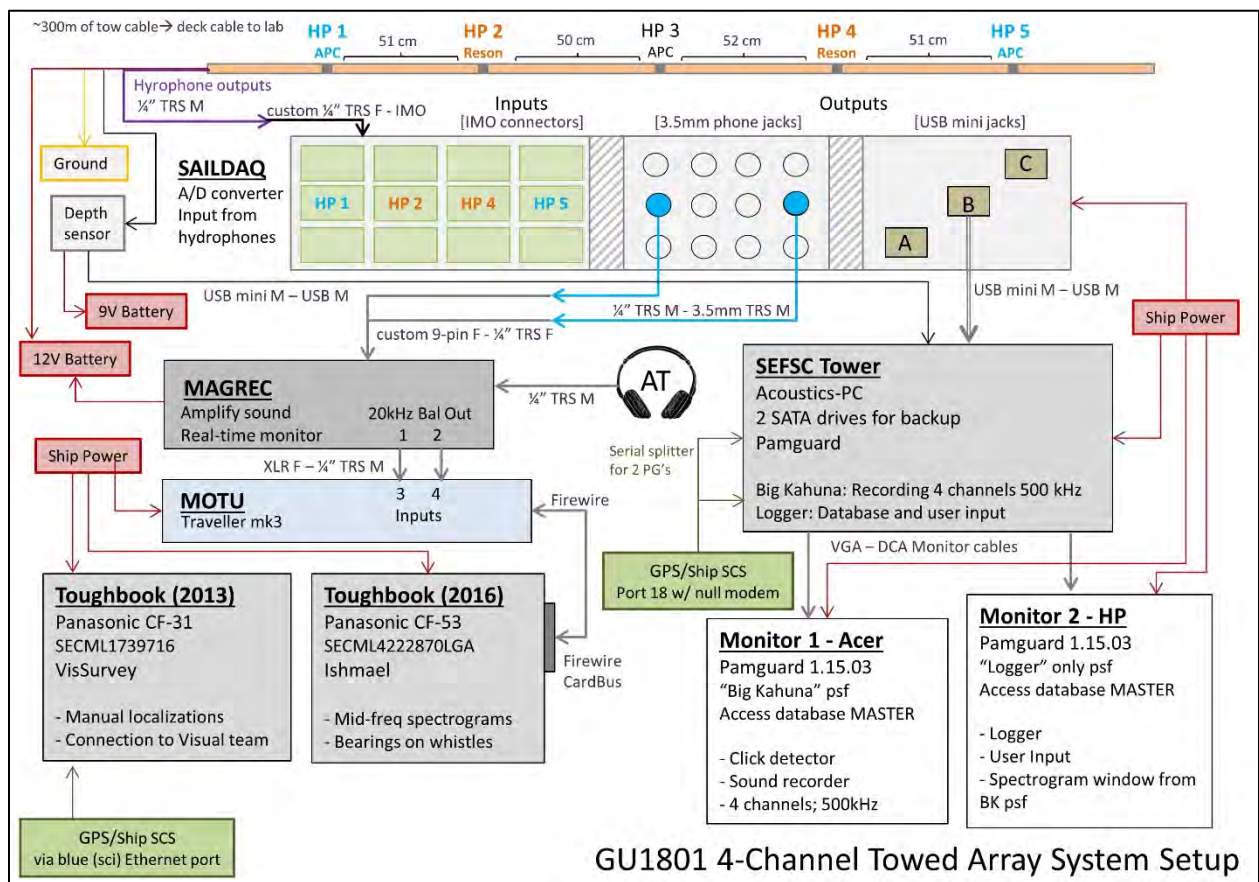 ~300m of tow cable→ deck cable to lab
HP 1
APC
51 cm
HP 2
Reson
50 cm
HP 3
APC
52 cm
HP 4
Reson
51 cm
HP 5
APC
Hyrophone outputs
¼” TRS M
custom ¼” TRS F - IMO
Inputs
[IMO connectors]
Outputs
[3.5mm phone jacks]
[USB mini jacks]
Ground
SAILDAQ
A/D converter
Input from
hydrophones
HP 1
HP 2
HP 4
HP 5
A
B
C
Depth
sensor
USB mini M – USB M
9V Battery
12V Battery
¼” TRS M - 3.5mm TRS M
custom 9-pin F - ¼” TRS F
USB mini M – USB M
Ship Power
MAGREC
Amplify sound
Real-time monitor
20kHz Bal Out
1 2
AT
¼” TRS M
SEFSC Tower
Acoustics-PC
2 SATA drives for backup
Pamguard
Big Kahuna: Recording 4 channels 500 kHz
Logger: Database and user input
Ship Power
XLR F – ¼” TRS M
Serial splitter
for 2 PG’s
MOTU
Traveller mk3
3 4
Inputs
Firewire
VGA – DCA Monitor cables
GPS/Ship SCS
Port 18 w/ null modem
Toughbook (2013)
Panasonic CF-31
SECML1739716
VisSurvey
- Manual localizations
- Connection to Visual team
Toughbook (2016)
Panasonic CF-53
SECML4222870LGA
Ishmael
- Mid-freq spectrograms
- Bearings on whistles
Firewire
CardBus
Monitor 1 - Acer
Pamguard 1.15.03
“Big Kahuna” psf
Access database MASTER
- Click detector
- Sound recorder
- 4 channels; 500kHz
Monitor 2 - HP
Pamguard 1.15.03
“Logger” only psf
Access database MASTER
- Logger
- User Input
- Spectrogram window from
BK psf
GPS/Ship SCS
via blue (sci) Ethernet port
GU1801 4-Channel Towed Array System Setup